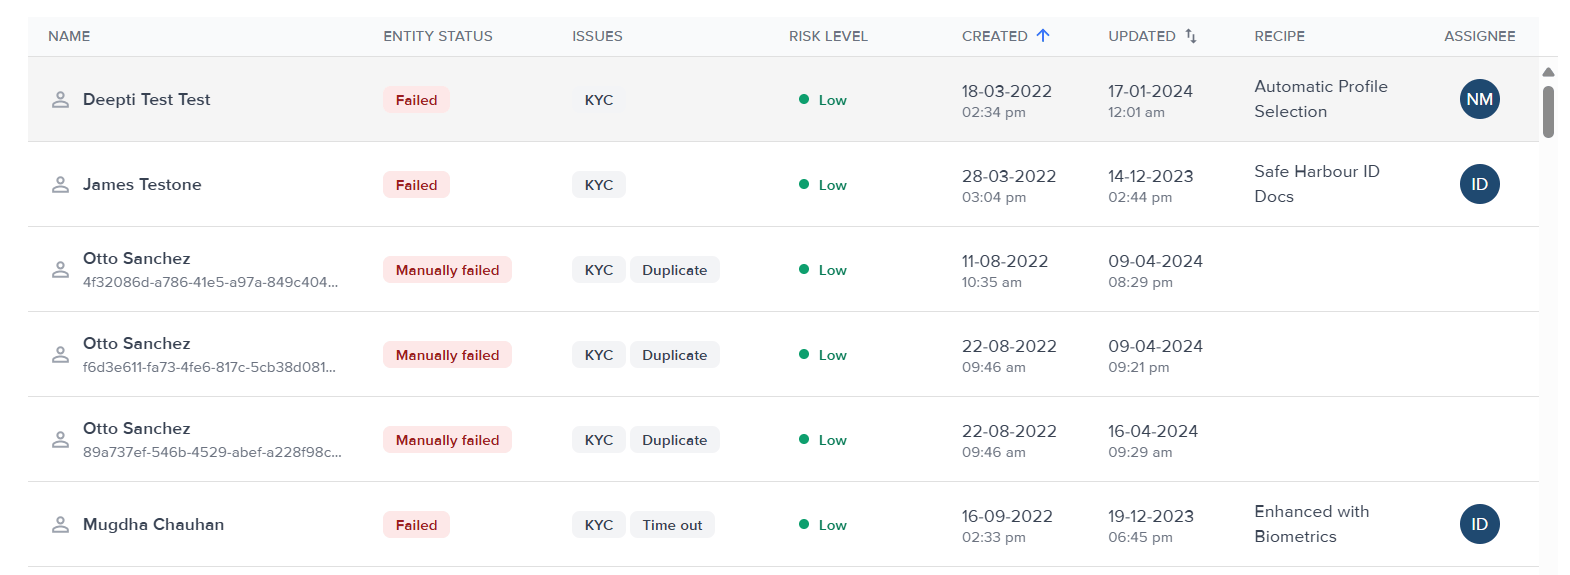 NAME ENTITY STATUS ISSUES RISK LEVEL CREATED UPDATED RECIPE ASSIGNEE
Deepti Test Test Failed KYC Low 18-03-2022 17-01-2024 Automatic Profile NM
02:34 pm 12:01 am Selection
James Testone Failed KYC Low 28-03-2022 14-12-2023 Safe Harbour ID ID
03:04 pm 02:44 pm Docs
Otto Sanchez Manually failed KYC Duplicate Low 11-08-2022 09-04-2024
4f32086d-a786-41e5-a97a-849c404... 10:35 am 08:29 pm
Otto Sanchez Manually failed KYC Duplicate Low 22-08-2022 09-04-2024
f6d3e611-fa73-4fe6-817c-5cb38d081... 09:46 am 09:21 pm
Otto Sanchez Manually failed KYC Duplicate Low 22-08-2022 16-04-2024
89a737ef-546b-4529-abef-a228f98c... 09:46 am 09:29 am
Mugdha Chauhan Failed KYC Time out Low 16-09-2022 19-12-2023 Enhanced with ID
02:33 pm 06:45 pm Biometrics